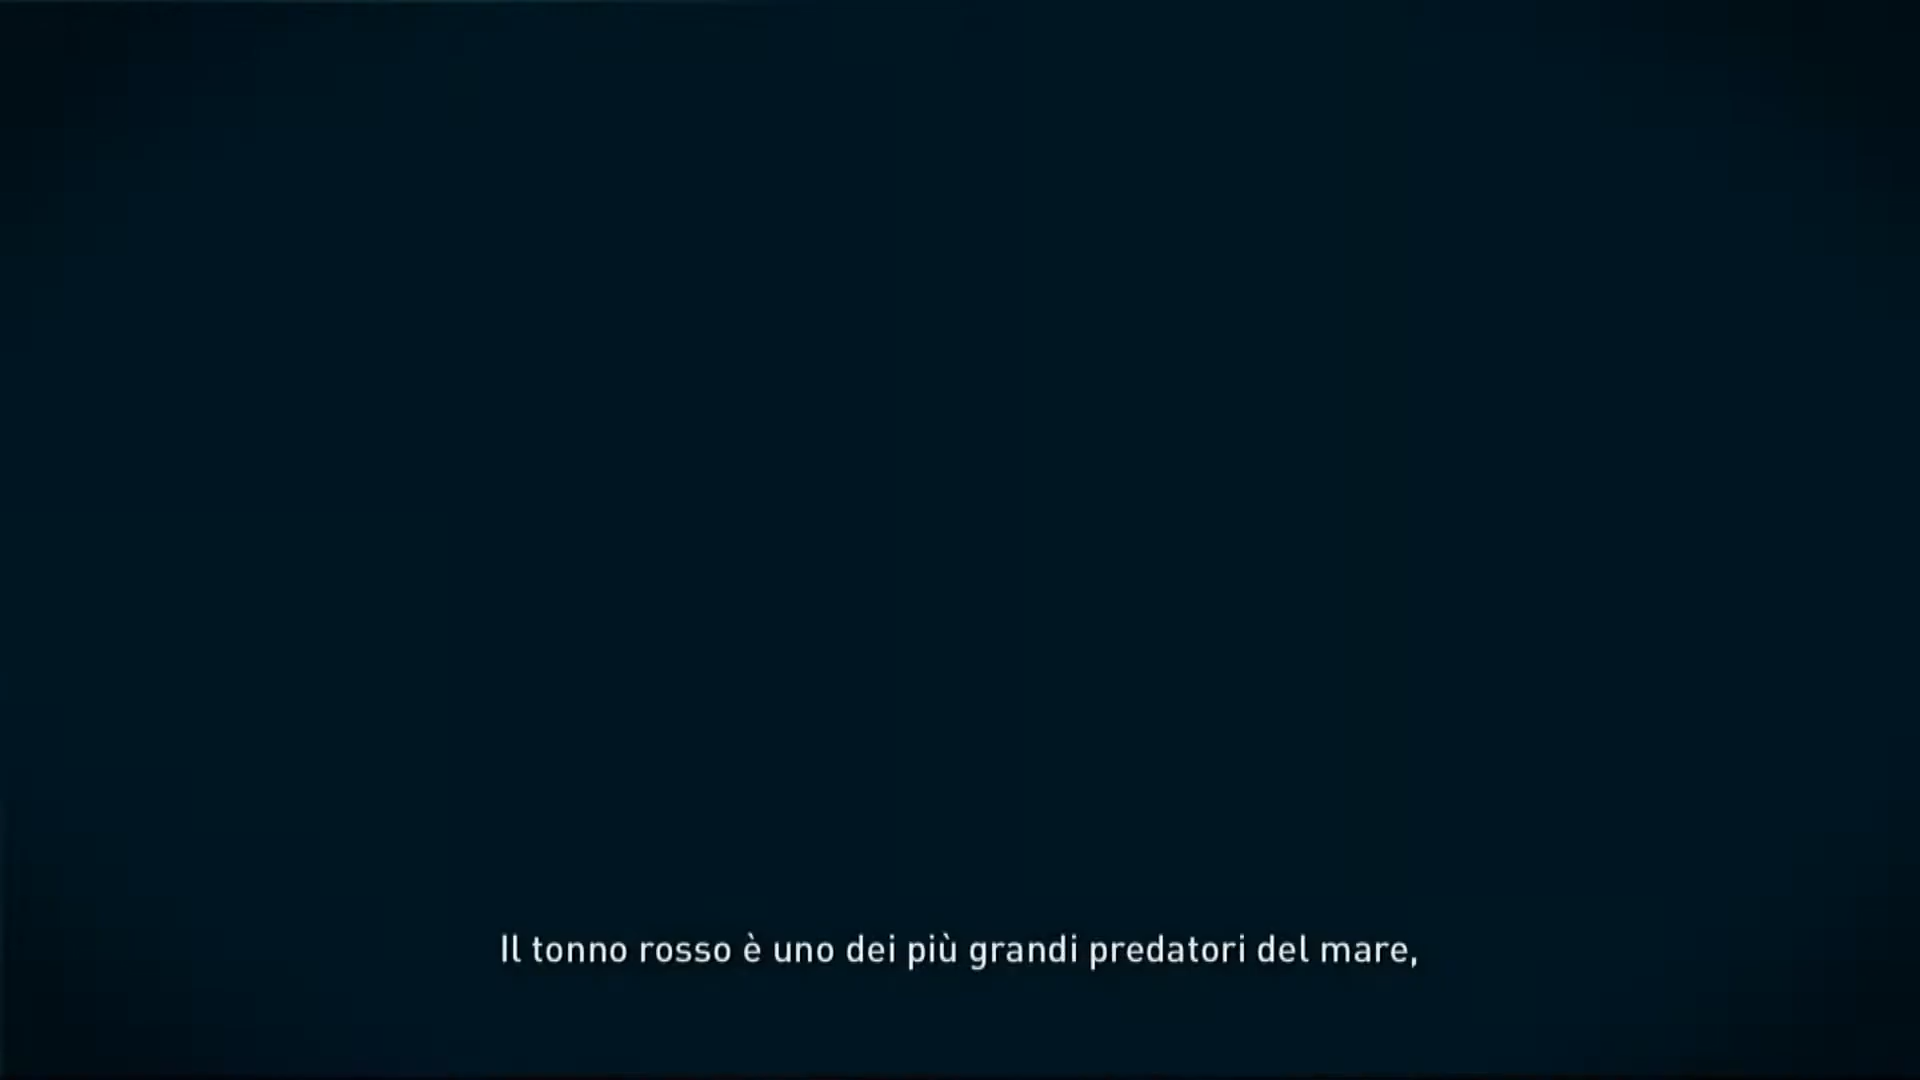 Il tonno rosso è uno dei più grandi predatori del mare,